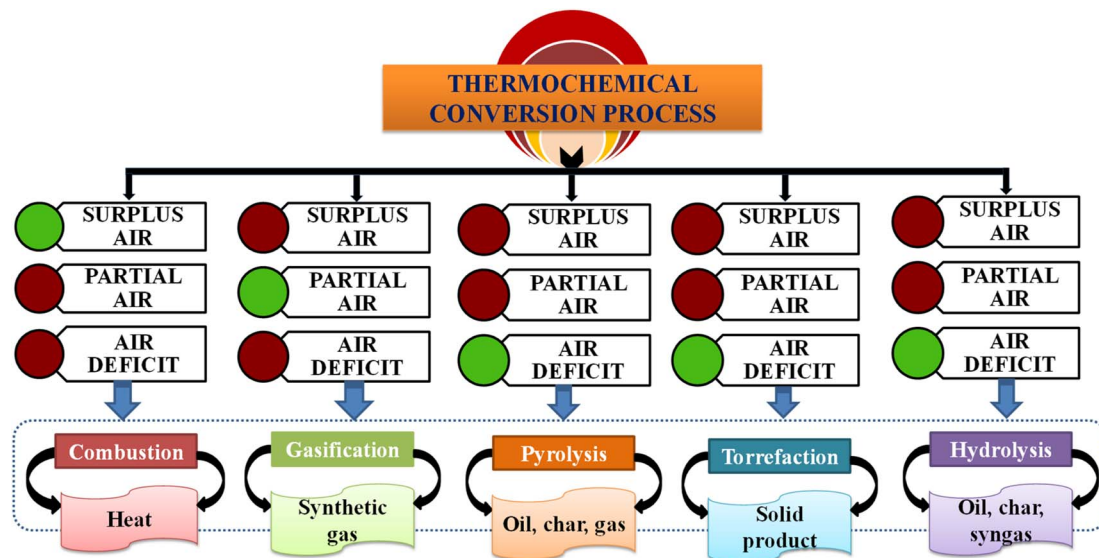 THERMOCHEMICAL
CONVERSION PROCESS
SURPLUS
AIR
PARTIAL
AIR
AIR
DEFICIT
Combustion
Heat
SURPLUS
AIR
PARTIAL
AIR
AIR
DEFICIT
Gasification
Synthetic
gas
SURPLUS
AIR
PARTIAL
AIR
AIR
DEFICIT
Pyrolysis
Oil, char, gas
SURPLUS
AIR
PARTIAL
AIR
AIR
DEFICIT
Torrefaction
Solid
product
SURPLUS
AIR
PARTIAL
AIR
AIR
DEFICIT
Hydrolysis
Oil, char,
syngas